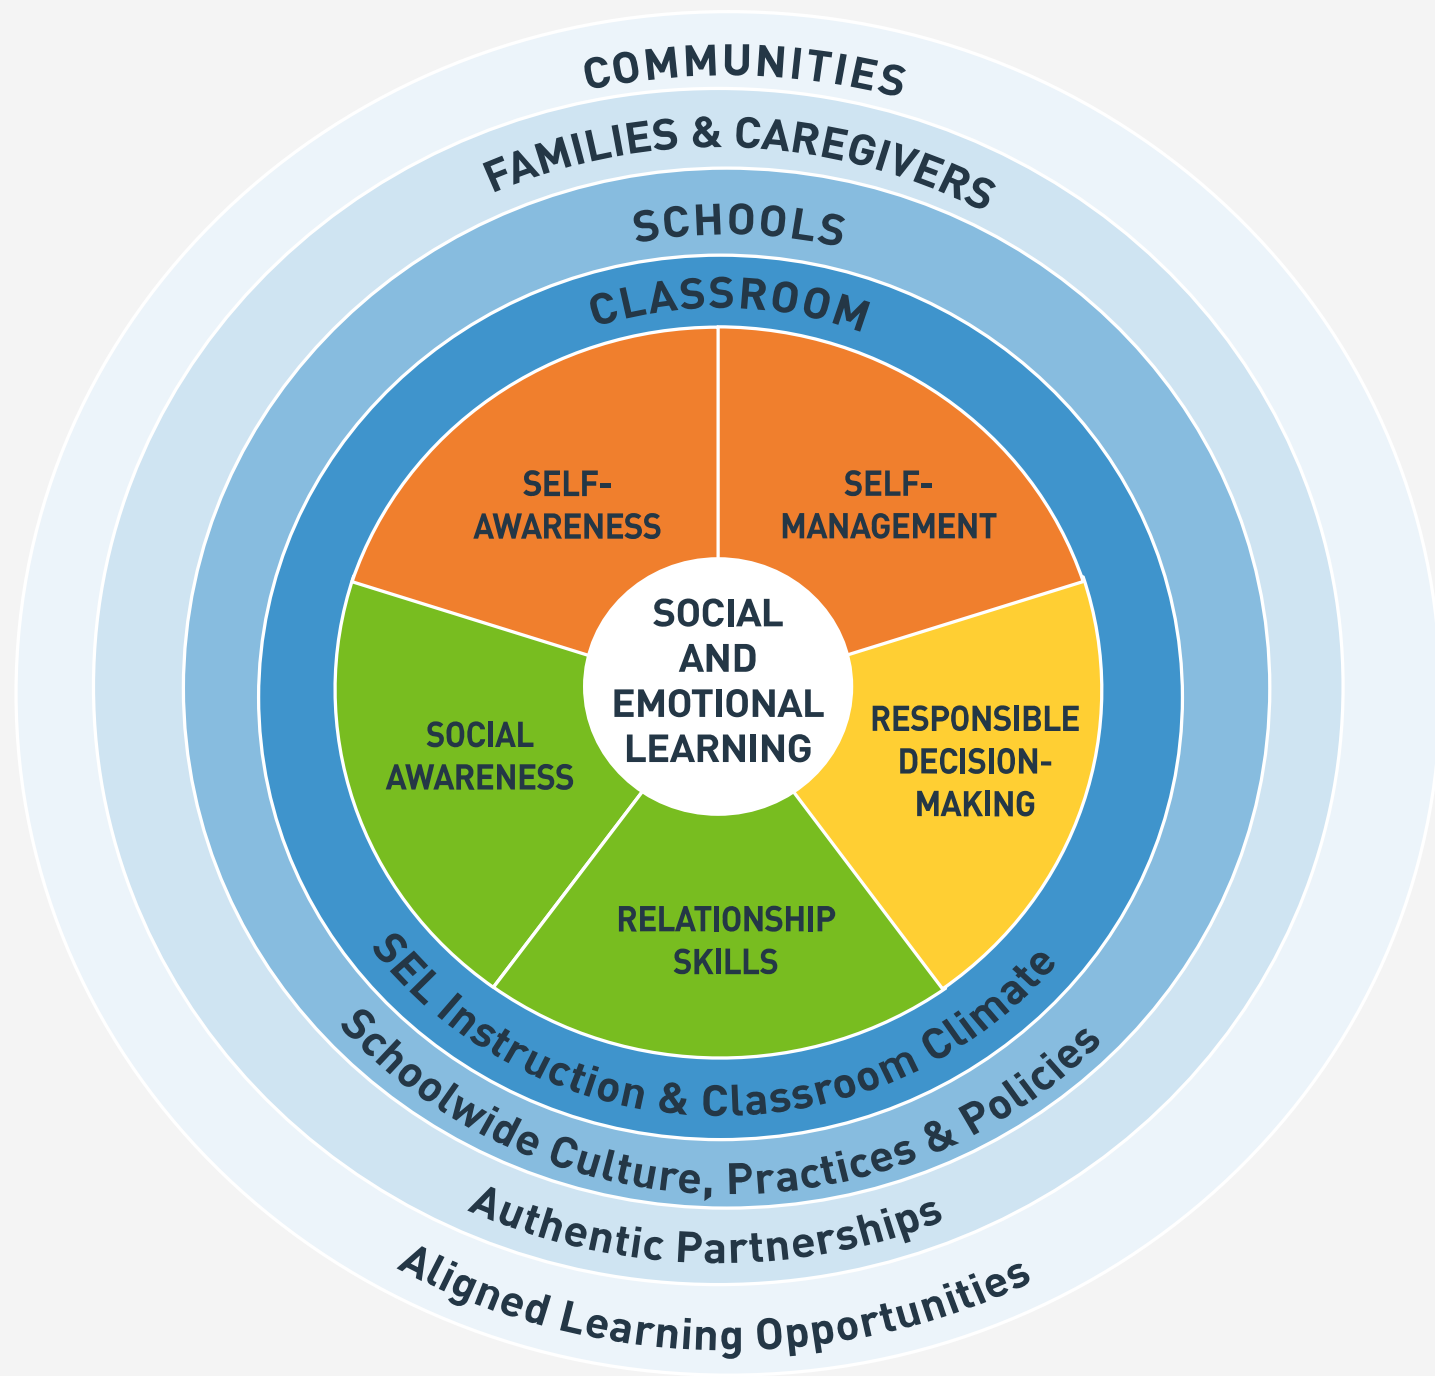 COMMUNITIES
FAMILIES & CAREGIVERS
SCHOOLS
CLASSROOM
SELF-
AWARENESS
SELF-
MANAGEMENT
SOCIAL
AND
EMOTIONAL
LEARNING
SOCIAL
AWARENESS
RESPONSIBLE
DECISION-
MAKING
RELATIONSHIP
SKILLS
SEL Instruction & Classroom Climate
Schoolwide Culture, Practices & Policies
Authentic Partnerships
Aligned Learning Opportunities